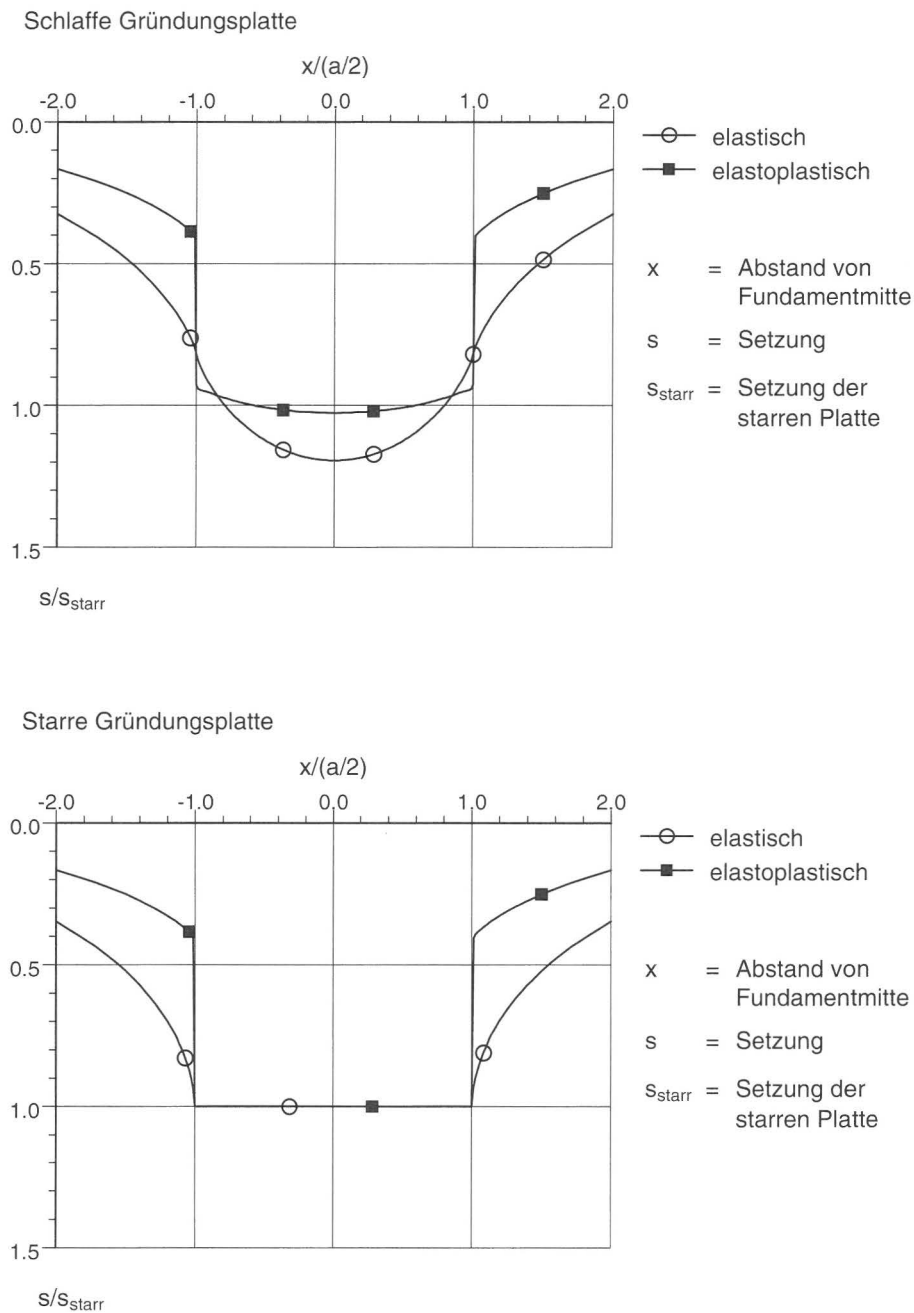 Schlaffe Gründungsplatte
x/(a/2)
-2.0 -1.0 0.0 1.0 2.0
0.0
0.5
1.0
1.5
s/s_starr
elastisch
elastoplastisch
x = Abstand von
Fundamentmitte
s = Setzung
s_starr = Setzung der
starren Platte
Starre Gründungsplatte
x/(a/2)
-2.0 -1.0 0.0 1.0 2.0
0.0
0.5
1.0
1.5
s/s_starr
elastisch
elastoplastisch
x = Abstand von
Fundamentmitte
s = Setzung
s_starr = Setzung der
starren Platte